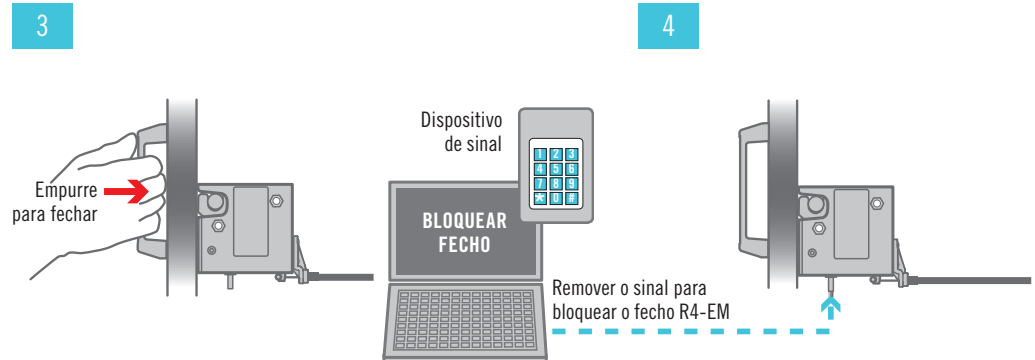 3
4
Dispositivo
de sinal
1 2 3
4 5 6
7 8 9
* 0 #
Empurre
para fechar
BLOQUEAR
FECHO
Remover o sinal para
bloquear o fecho R4-EM